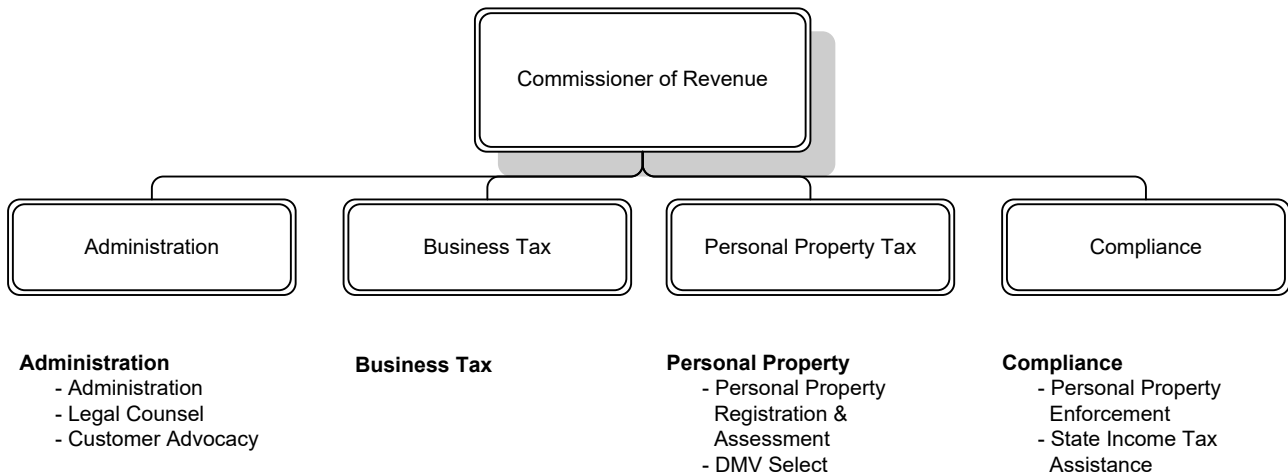 Commissioner of Revenue
Administration
Business Tax
Personal Property Tax
Compliance
Administration
- Administration
- Legal Counsel
- Customer Advocacy
Business Tax
Personal Property
- Personal Property
Registration &
Assessment
- DMV Select
Compliance
- Personal Property
Enforcement
- State Income Tax
Assistance